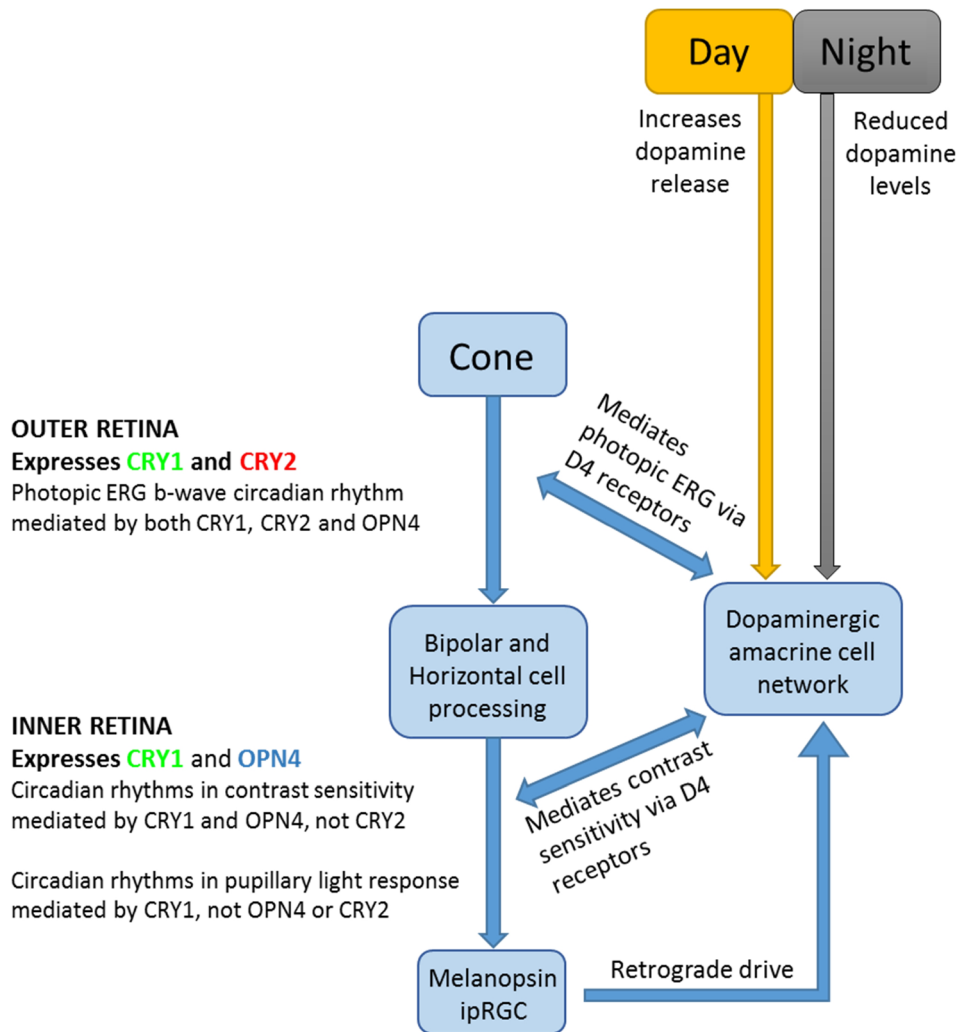 Day
Night
Increases
dopamine
release
Reduced
dopamine
levels
Cone
Mediates
photopic ERG via
D4 receptors
OUTER RETINA
Expresses CRY1 and CRY2
Photopic ERG b-wave circadian rhythm
mediated by both CRY1, CRY2 and OPN4
Bipolar and
Horizontal cell
processing
Dopaminergic
amacrine cell
network
INNER RETINA
Expresses CRY1 and OPN4
Circadian rhythms in contrast sensitivity
mediated by CRY1 and OPN4, not CRY2
Mediates contrast
sensitivity via D4
receptors
Circadian rhythms in pupillary light response
mediated by CRY1, not OPN4 or CRY2
Melanopsin
ipRGC
Retrograde drive